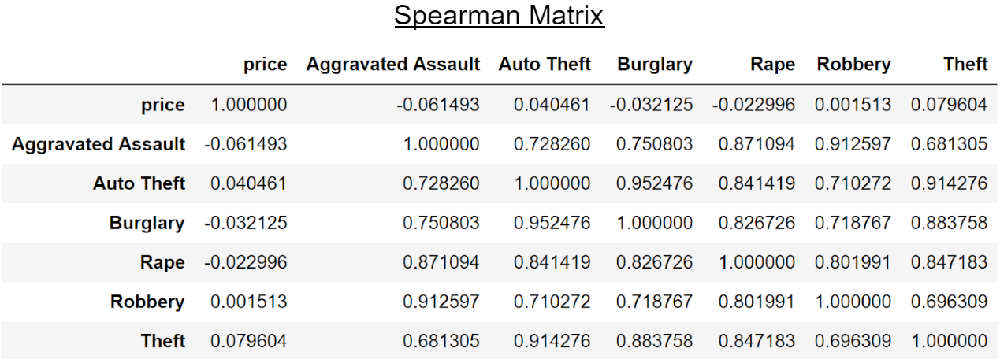 Spearman Matrix
price Aggravated Assault Auto Theft Burglary Rape Robbery Theft
price 1.000000 -0.061493 0.040461 -0.032125 -0.022996 0.001513 0.079604
Aggravated Assault -0.061493 1.000000 0.728260 0.750803 0.871094 0.912597 0.681305
Auto Theft 0.040461 0.728260 1.000000 0.952476 0.841419 0.710272 0.914276
Burglary -0.032125 0.750803 0.952476 1.000000 0.826726 0.718767 0.883758
Rape -0.022996 0.871094 0.841419 0.826726 1.000000 0.801991 0.847183
Robbery 0.001513 0.912597 0.710272 0.718767 0.801991 1.000000 0.696309
Theft 0.079604 0.681305 0.914276 0.883758 0.847183 0.696309 1.000000